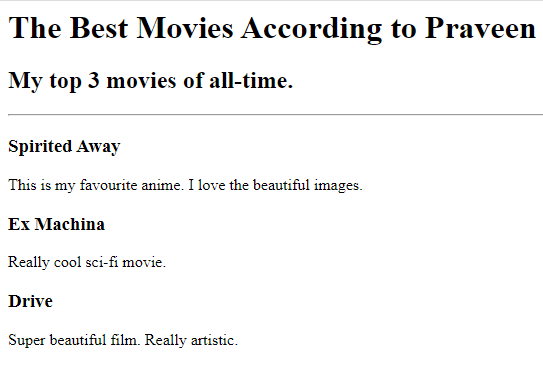 The Best Movies According to Praveen
My top 3 movies of all-time.
Spirited Away
This is my favourite anime. I love the beautiful images.
Ex Machina
Really cool sci-fi movie.
Drive
Super beautiful film. Really artistic.